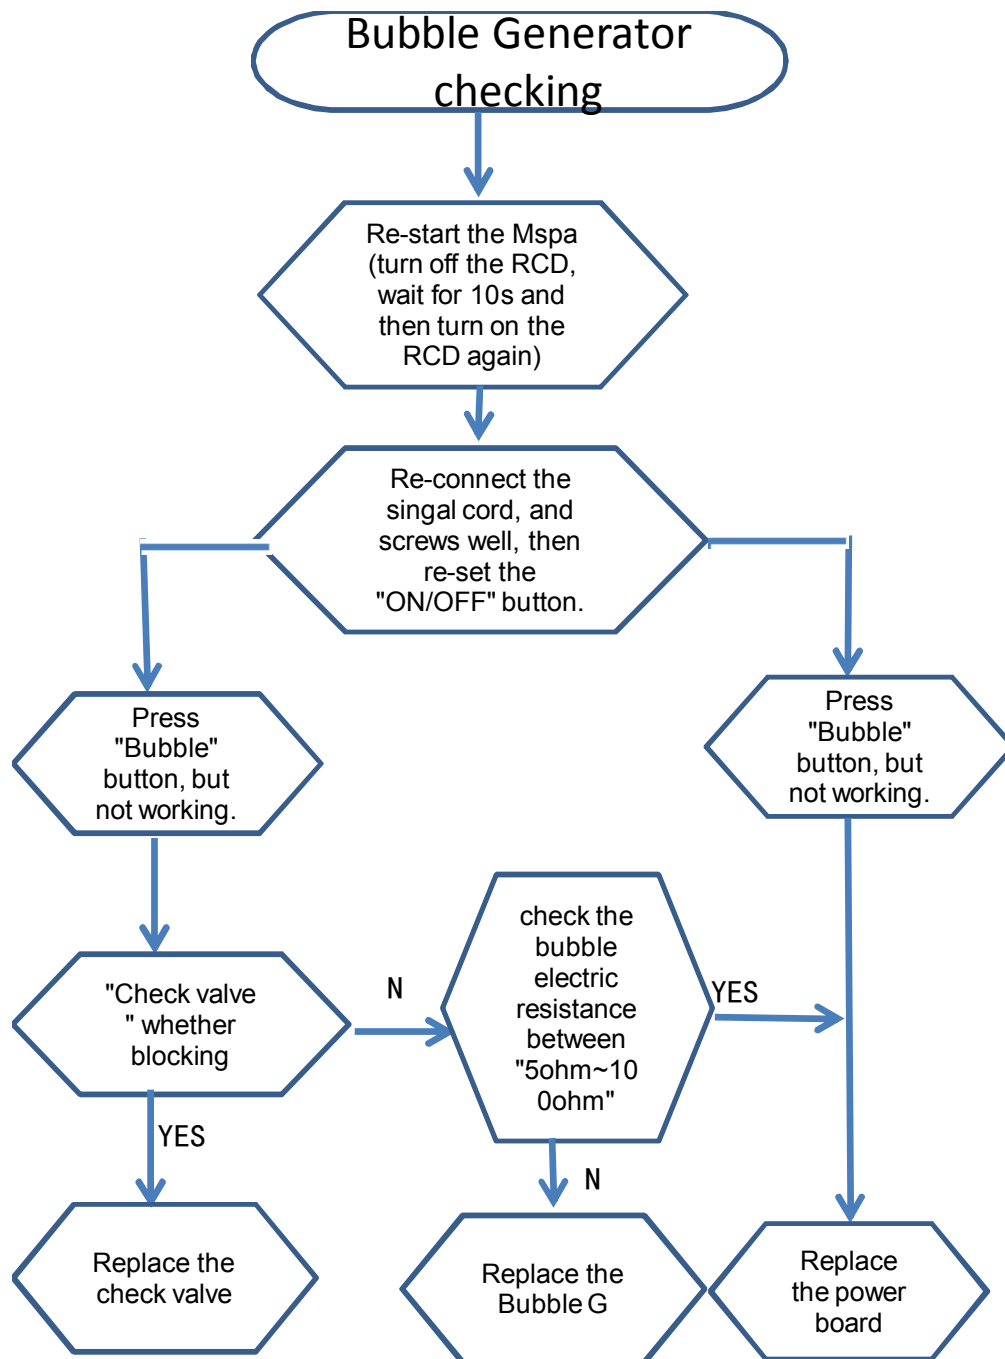 Bubble Generator
checking
Re-start the Mspa
(turn off the RCD,
wait for 10s and
then turn on the
RCD again)
Re-connect the
singal cord, and
screws well, then
re-set the
"ON/OFF" button.
Press
"Bubble"
button, but
not working.
Press
"Bubble"
button, but
not working.
"Check valve
" whether
blocking
N
check the
bubble
electric
resistance
between
"5ohm~10
0ohm"
YES
YES
N
Replace the
check valve
Replace the
Bubble G
Replace
the power
board